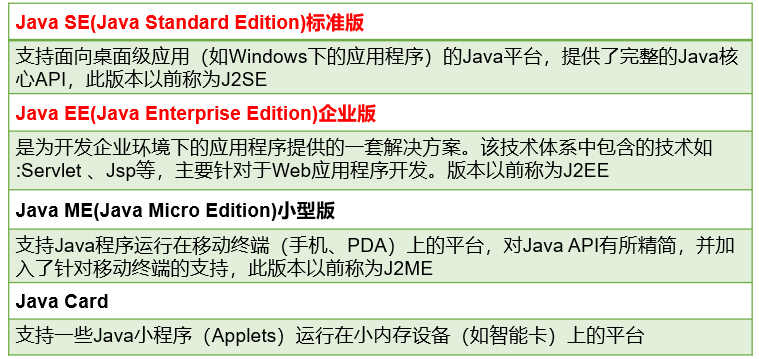 Java SE(Java Standard Edition)标准版
支持面向桌面级应用（如Windows下的应用程序）的Java平台，提供了完整的Java核
心API，此版本以前称为J2SE
Java EE(Java Enterprise Edition)企业版
是为开发企业环境下的应用程序提供的一套解决方案。该技术体系中包含的技术如
:Servlet 、Jsp等，主要针对于Web应用程序开发。版本以前称为J2EE
Java ME(Java Micro Edition)小型版
支持Java程序运行在移动终端（手机、PDA）上的平台，对Java API有所精简，并加
入了针对移动终端的支持，此版本以前称为J2ME
Java Card
支持一些Java小程序（Applets）运行在小内存设备（如智能卡）上的平台